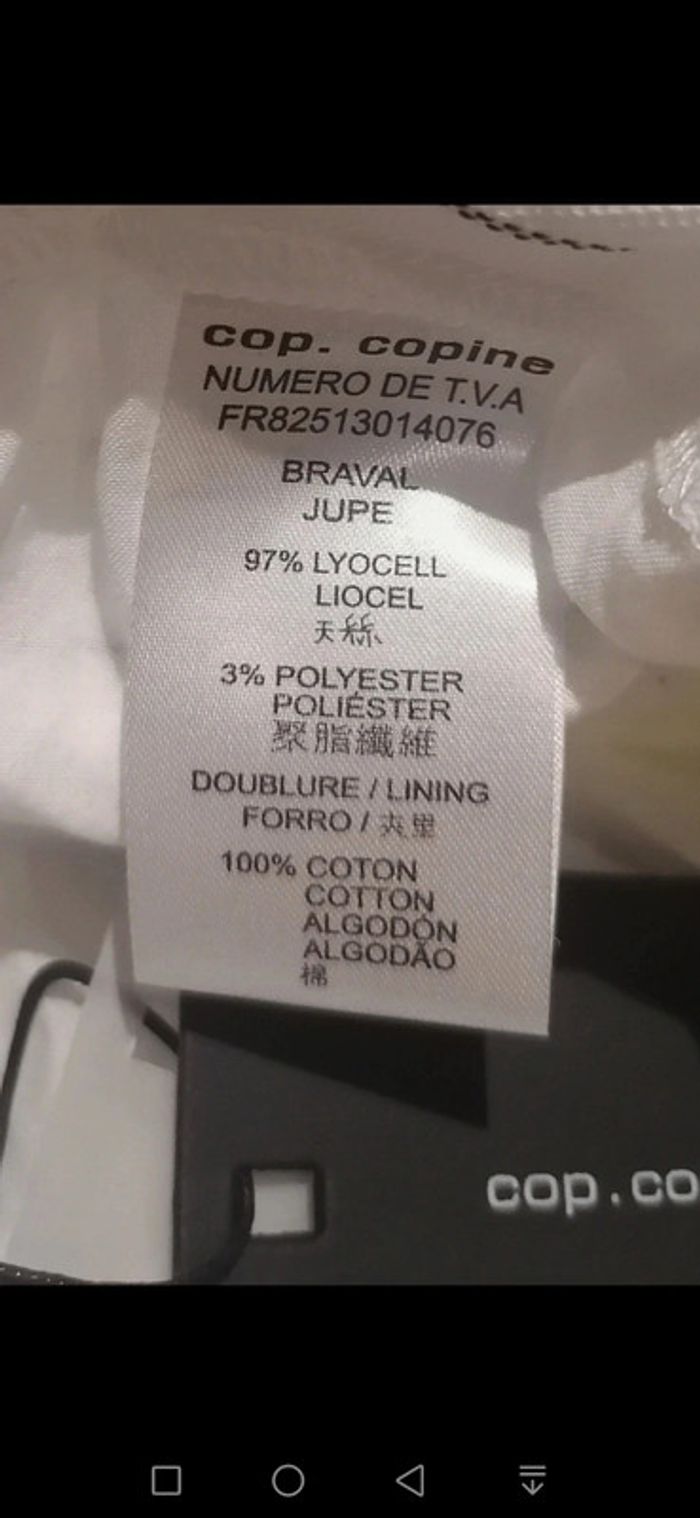 cop. copine
NUMERO DE T.V.A
FR82513014076
BRAVAL
JUPE
97% LYOCELL
LIOCEL
天絲
3% POLYESTER
POLIÉSTER
聚脂纖維
DOUBLURE / LINING
FORRO / 夾里
100% COTON
COTTON
ALGODÓN
ALGODÃO
棉
cop.co